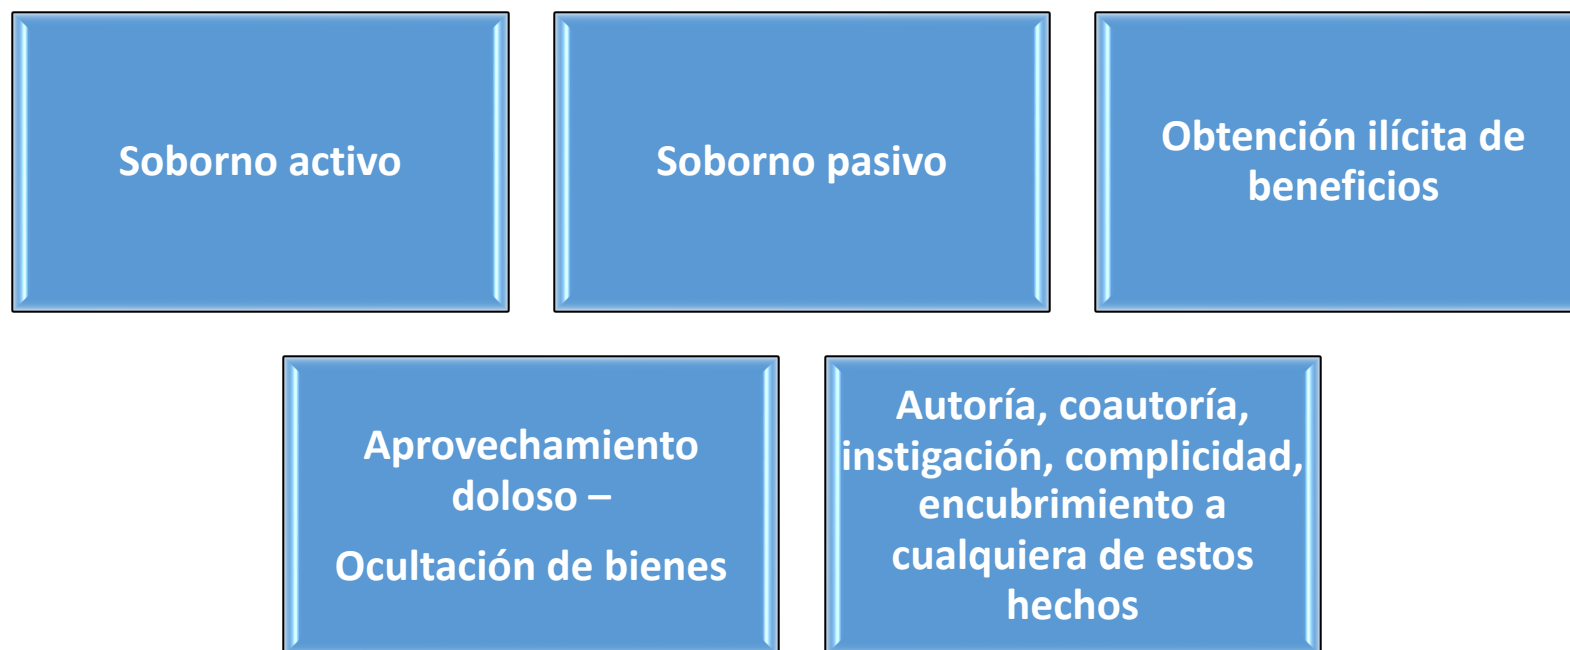 Soborno activo
Soborno pasivo
Obtención ilícita de
beneficios
Aprovechamiento
doloso –
Ocultación de bienes
Autoría, coautoría,
instigación, complicidad,
encubrimiento a
cualquiera de estos
hechos